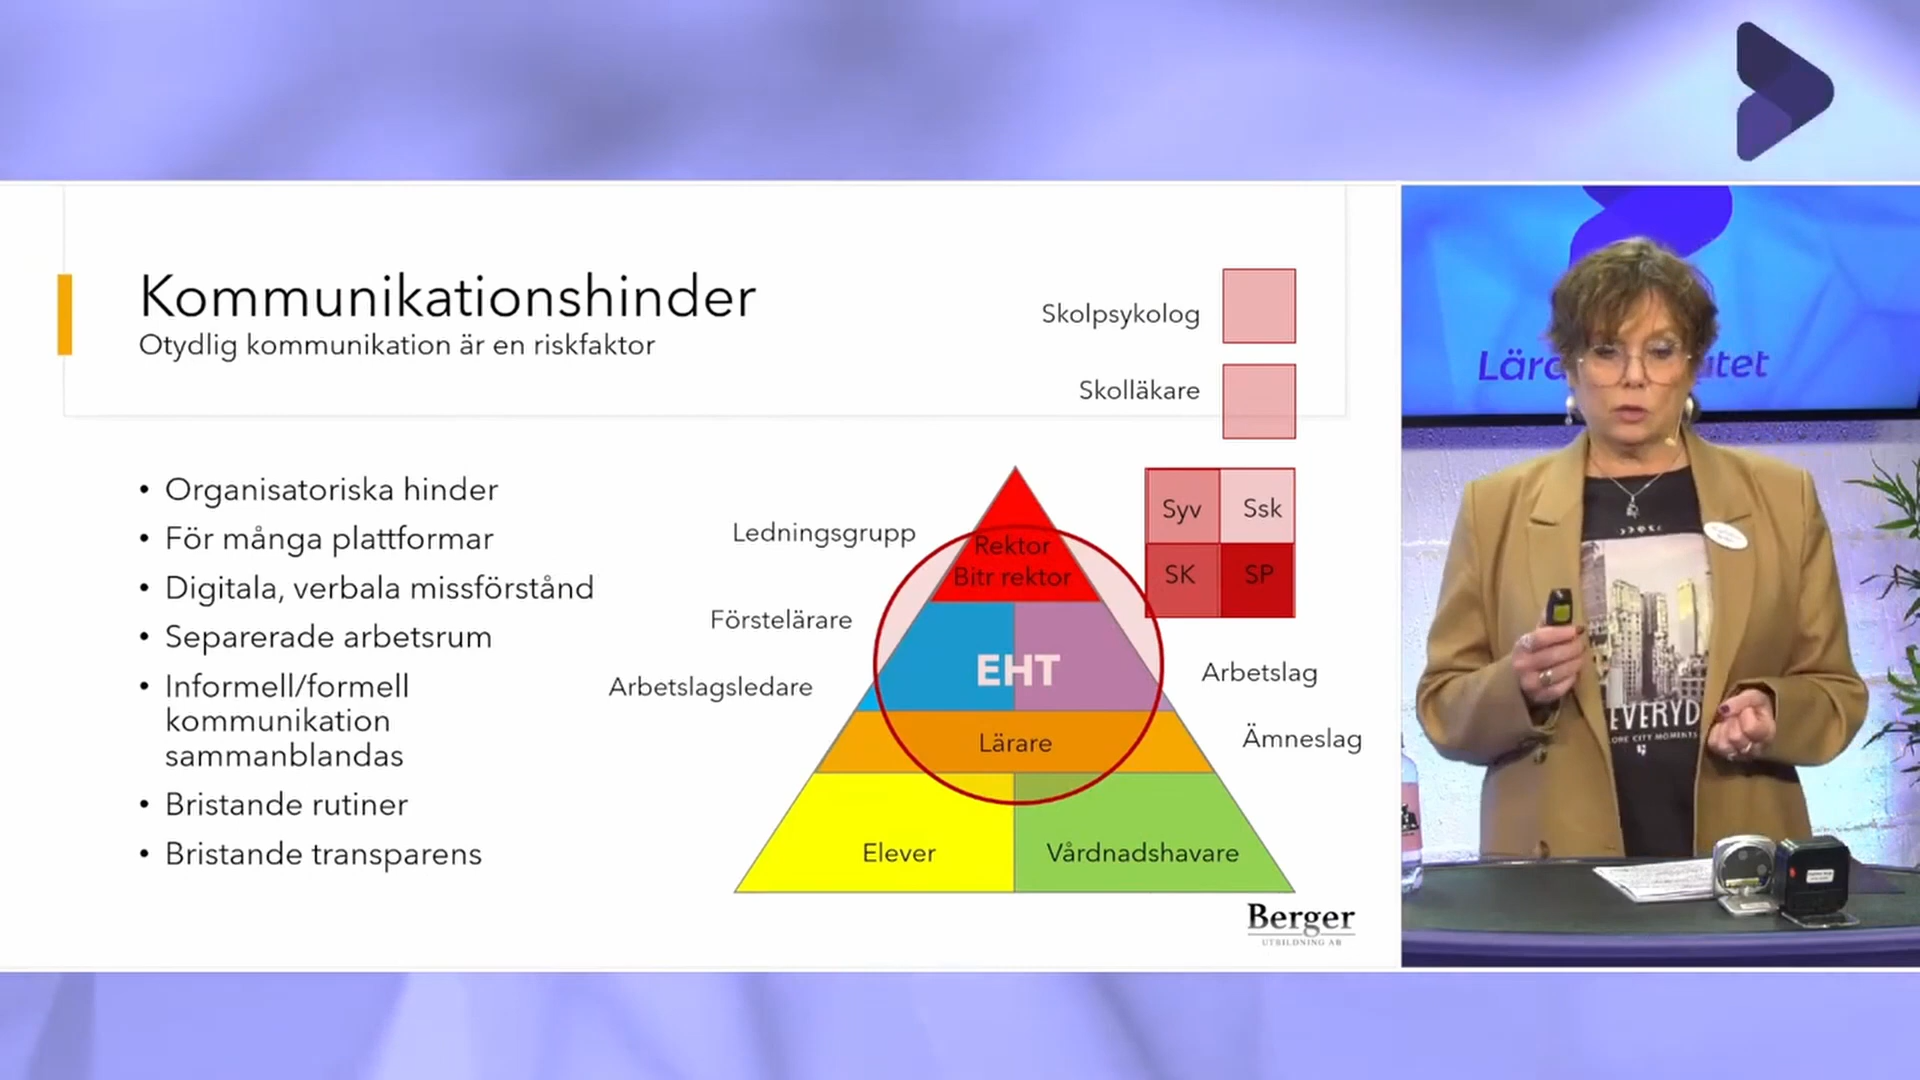 Kommunikationshinder
Otydlig kommunikation är en riskfaktor
• Organisatoriska hinder
• För många plattformar
• Digitala, verbala missförstånd
• Separerade arbetsrum
• Informell/formell
kommunikation
sammanblandas
• Bristande rutiner
• Bristande transparens
Skolpsykolog
Skolläkare
Ledningsgrupp
Förstelärare
Arbetslagsledare
Rektor
Bitr rektor
EHT
Lärare
Elever
Vårdnadshavare
Syv
Ssk
SK
SP
Arbetslag
Ämneslag
Berger
UTBILDNING AB
EVERYD